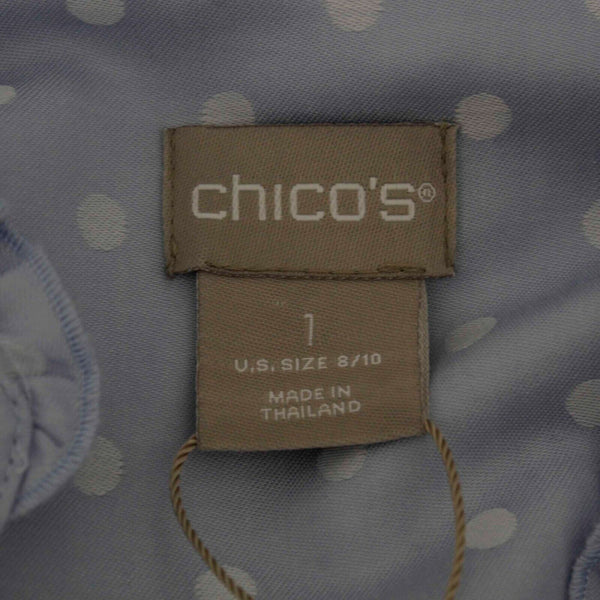 chico's®
1
U.S. SIZE 8/10
MADE IN
THAILAND